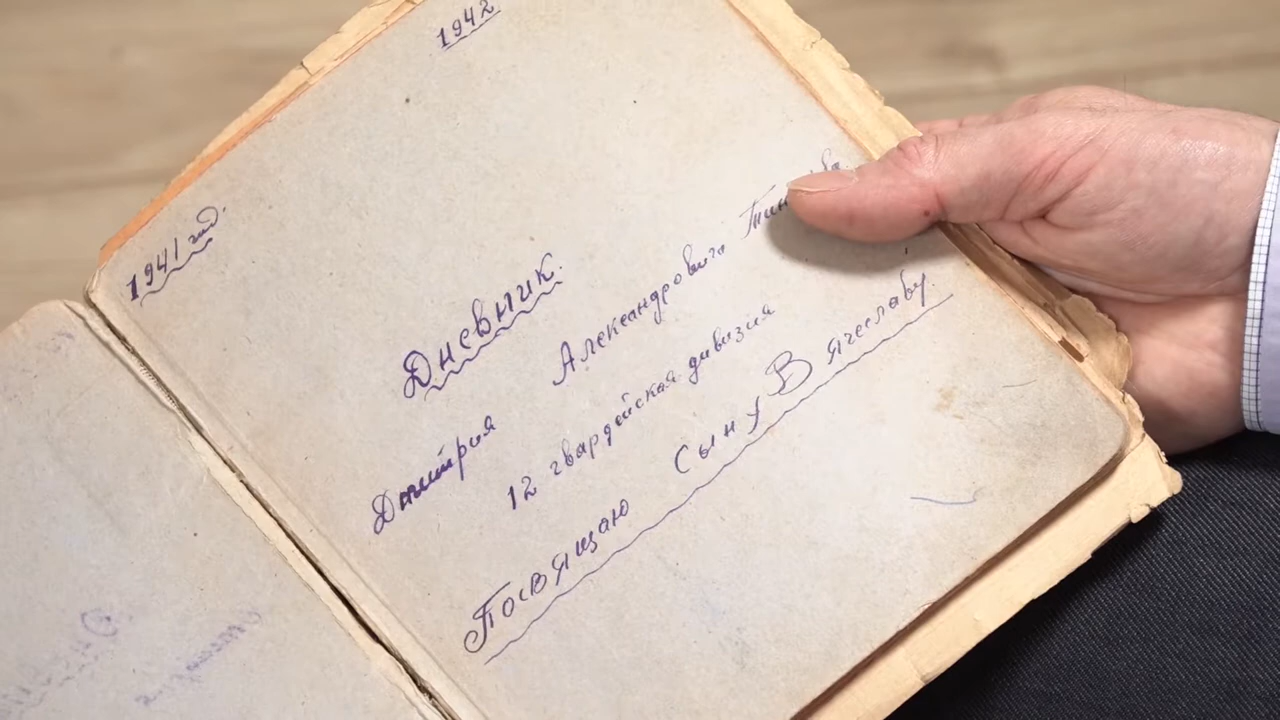 1942
1941 год.
Дневник.
Дмитрия Александровича
12 гвардейская дивизия
Посвящаю сыну Вячеславу.